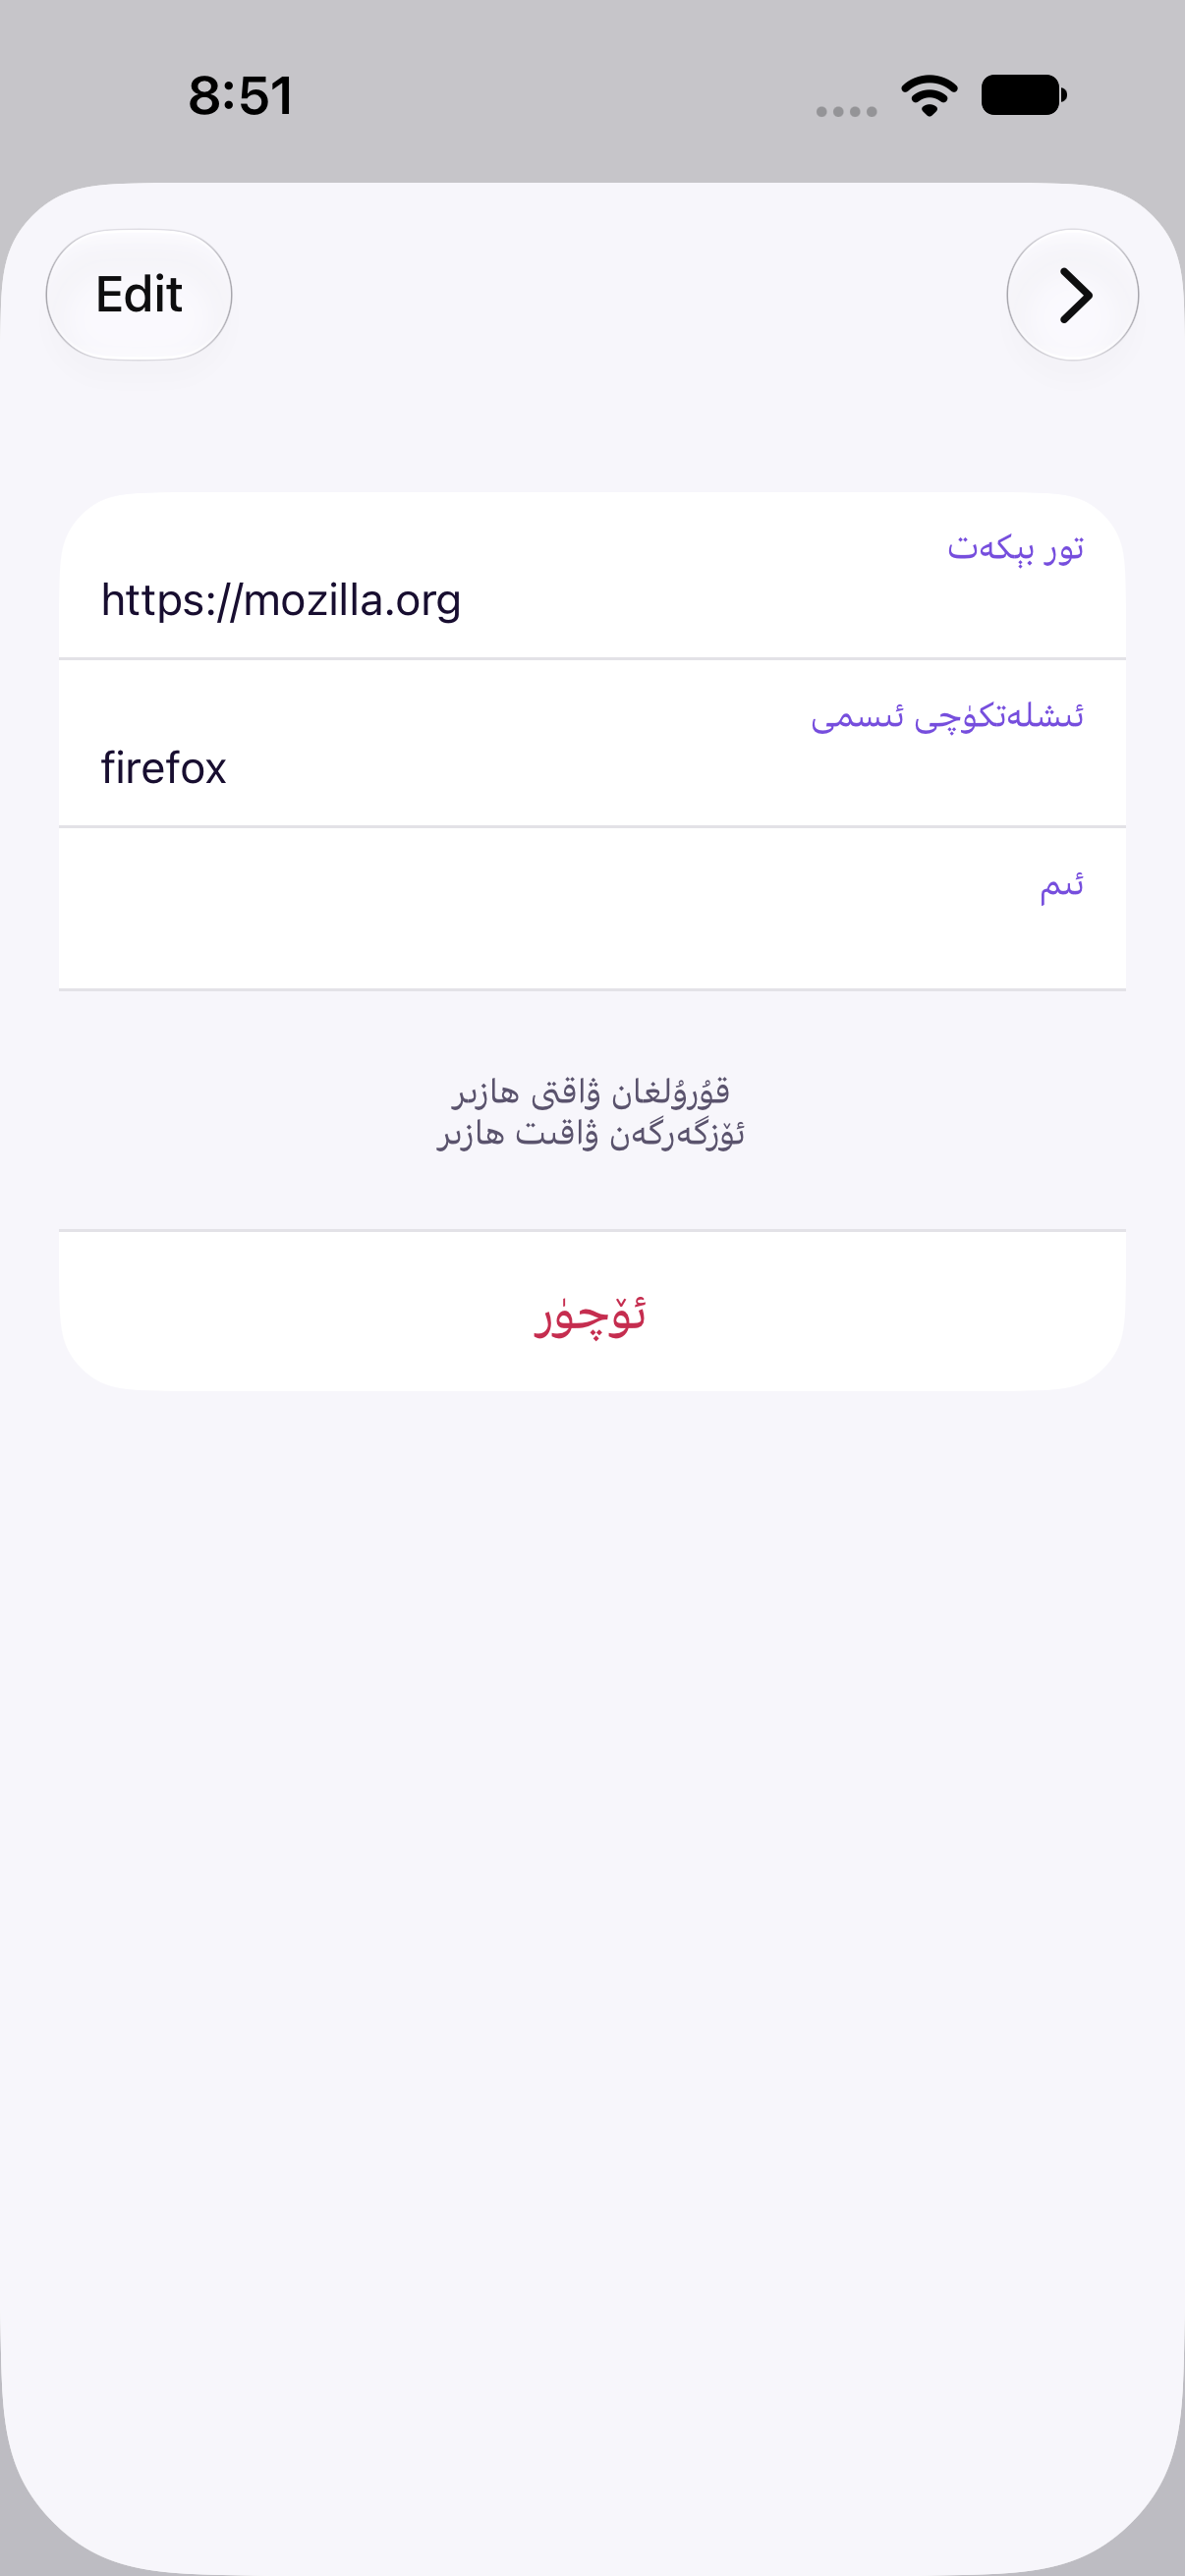 8:51
Edit
تور بېكەت
https://mozilla.org
ئىشلەتكۈچى ئىسمى
firefox
ئىم
قۇرۇلغان ۋاقتى ھازىر
ئۆزگەرگەن ۋاقىت ھازىر
ئۆچۈر